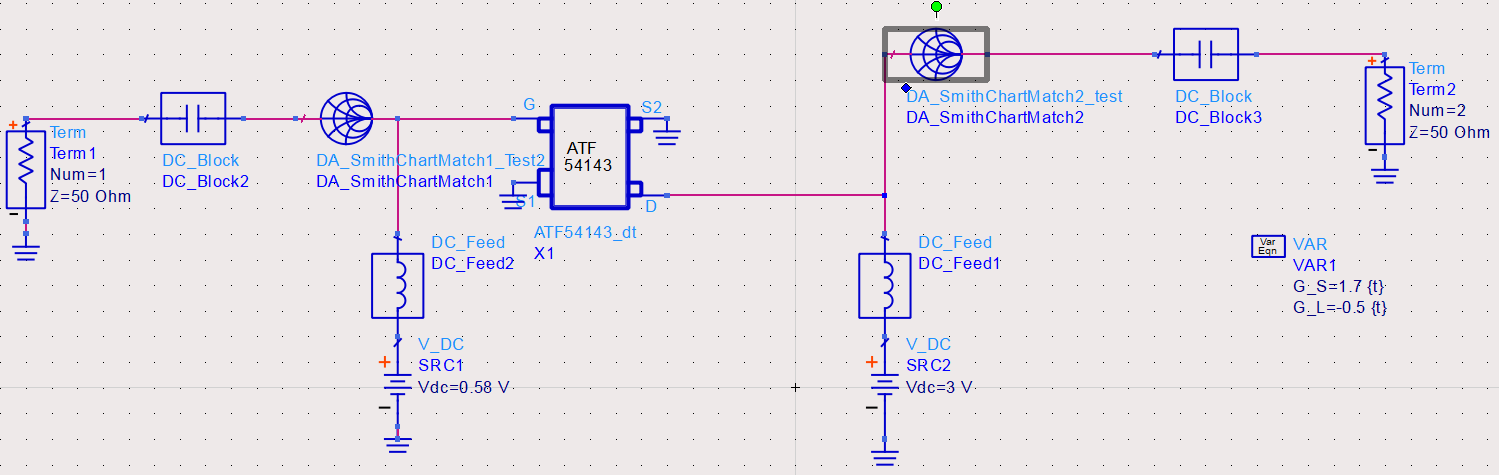 Term
Term1
Num=1
Z=50 Ohm
DC_Block
DC_Block2
DA_SmithChartMatch1_Test2
DA_SmithChartMatch1
G
S2
ATF
54143
S1
D
ATF54143_dt
X1
DC_Feed
DC_Feed2
V_DC
SRC1
Vdc=0.58 V
DA_SmithChartMatch2_test
DA_SmithChartMatch2
DC_Block
DC_Block3
Term
Term2
Num=2
Z=50 Ohm
DC_Feed
DC_Feed1
V_DC
SRC2
Vdc=3 V
Var
Eqn
VAR
VAR1
G_S=1.7 {t}
G_L=-0.5 {t}